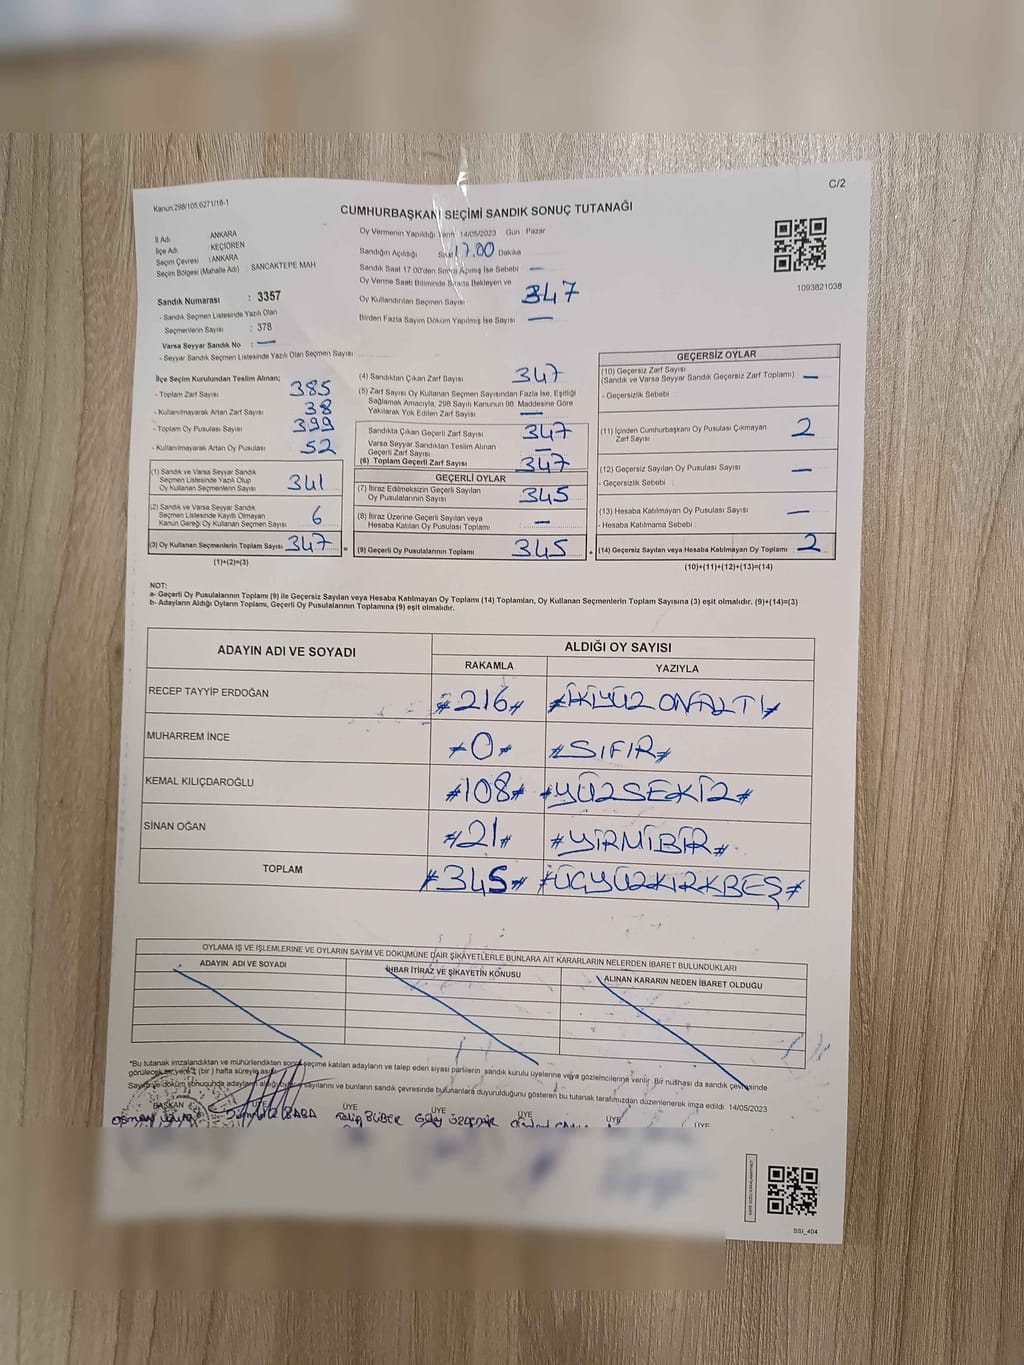 C/2
Kanun 298/105,6271/18-1
CUMHURBAŞKANI SEÇİMİ SANDIK SONUÇ TUTANAĞI
1093821038
İl Adı : ANKARA
İlçe Adı : KEÇİÖREN
Seçim Çevresi : ANKARA
Seçim Bölgesi (Mahalle Adı) : SANCAKTEPE MAH
Sandık Numarası : 3357
- Sandık Seçmen Listesinde Yazılı Olan
Seçmenlerin Sayısı : 378
Varsa Seyyar Sandık No : —
- Seyyar Sandık Seçmen Listesinde Yazılı Olan Seçmen Sayısı
Oy Vermenin Yapıldığı Tarih 14/05/2023 Gün : Pazar
Sandığın Açıldığı Saat 17.00 Dakika
Sandık Saat 17.00'den Sonra Açılmış İse Sebebi —
Oy Verme Saati Bitiminde Sırada Bekleyen ve
Oy Kullandırılan Seçmen Sayısı 347
Birden Fazla Sayım Döküm Yapılmış İse Sayısı —
İlçe Seçim Kurulundan Teslim Alınan;
- Toplam Zarf Sayısı 385
- Kullanılmayarak Artan Zarf Sayısı 38
- Toplam Oy Pusulası Sayısı 399
- Kullanılmayarak Artan Oy Pusulası 52
(1) Sandık ve Varsa Seyyar Sandık
Seçmen Listesinde Yazılı Olup
Oy Kullanan Seçmenlerin Sayısı 341
(2) Sandık ve Varsa Seyyar Sandık
Seçmen Listesinde Kayıtlı Olmayan
Kanun Gereği Oy Kullanan Seçmen Sayısı 6
(3) Oy Kullanan Seçmenlerin Toplam Sayısı 347
(1)+(2)=(3)
(4) Sandıktan Çıkan Zarf Sayısı 347
(5) Zarf Sayısı Oy Kullanan Seçmen Sayısından Fazla İse, Eşitliği
Sağlamak Amacıyla, 298 Sayılı Kanunun 98. Maddesine Göre
Yakılarak Yok Edilen Zarf Sayısı —
Sandıkta Çıkan Geçerli Zarf Sayısı 347
Varsa Seyyar Sandıktan Teslim Alınan
Geçerli Zarf Sayısı —
(6) Toplam Geçerli Zarf Sayısı 347
GEÇERLİ OYLAR
(7) İtiraz Edilmeksizin Geçerli Sayılan
Oy Pusulalarının Sayısı 345
(8) İtiraz Üzerine Geçerli Sayılan veya
Hesaba Katılan Oy Pusulası Toplamı : —
= (9) Geçerli Oy Pusulalarının Toplamı 345
GEÇERSİZ OYLAR
(10) Geçersiz Zarf Sayısı
(Sandık ve Varsa Seyyar Sandık Geçersiz Zarf Toplamı) —
- Geçersizlik Sebebi :
(11) İçinden Cumhurbaşkanı Oy Pusulası Çıkmayan
Zarf Sayısı 2
(12) Geçersiz Sayılan Oy Pusulası Sayısı —
- Geçersizlik Sebebi :
(13) Hesaba Katılmayan Oy Pusulası Sayısı —
- Hesaba Katılmama Sebebi :
+ (14) Geçersiz Sayılan veya Hesaba Katılmayan Oy Toplamı : 2
(10)+(11)+(12)+(13)=(14)
NOT:
a- Geçerli Oy Pusulalarının Toplamı (9) ile Geçersiz Sayılan veya Hesaba Katılmayan Oy Toplamı (14) Toplamları, Oy Kullanan Seçmenlerin Toplam Sayısına (3) eşit olmalıdır. (9)+(14)=(3)
b- Adayların Aldığı Oyların Toplamı, Geçerli Oy Pusulalarının Toplamına (9) eşit olmalıdır.
ADAYIN ADI VE SOYADI ALDIĞI OY SAYISI
RAKAMLA YAZIYLA
RECEP TAYYİP ERDOĞAN #216# #İKİYÜZ ONALTI#
MUHARREM İNCE #0# #SIFIR#
KEMAL KILIÇDAROĞLU #108# #YÜZSEKİZ#
SİNAN OĞAN #21# #YİRMİBİR#
TOPLAM #345# #ÜÇYÜZKIRKBEŞ#
OYLAMA İŞ VE İŞLEMLERİNE VE OYLARIN SAYIM VE DÖKÜMÜNE DAİR ŞİKAYETLERLE BUNLARA AİT KARARLARIN NELERDEN İBARET BULUNDUKLARI
ADAYIN ADI VE SOYADI İHBAR İTİRAZ VE ŞİKAYETİN KONUSU ALINAN KARARIN NEDEN İBARET OLDUĞU
*Bu tutanak imzalandıktan ve mühürlendikten sonra seçime katılan adayların ve talep eden siyasi partilerin sandık kurulu üyelerine veya gözlemcilerine verilir. Bir nüshası da sandık çevresinde
görülecek bir yere (bir) hafta süreyle asılır.
Sayım ve döküm sonucunda adayların aldığı oyların sayılarını ve bunların sandık çevresinde bulunanlara duyurulduğunu gösteren bu tutanak tarafımızdan düzenlenerek imza edildi 14/05/2023
BAŞKAN ÜYE ÜYE ÜYE ÜYE ÜYE ÜYE
BÜBER
SSI_404